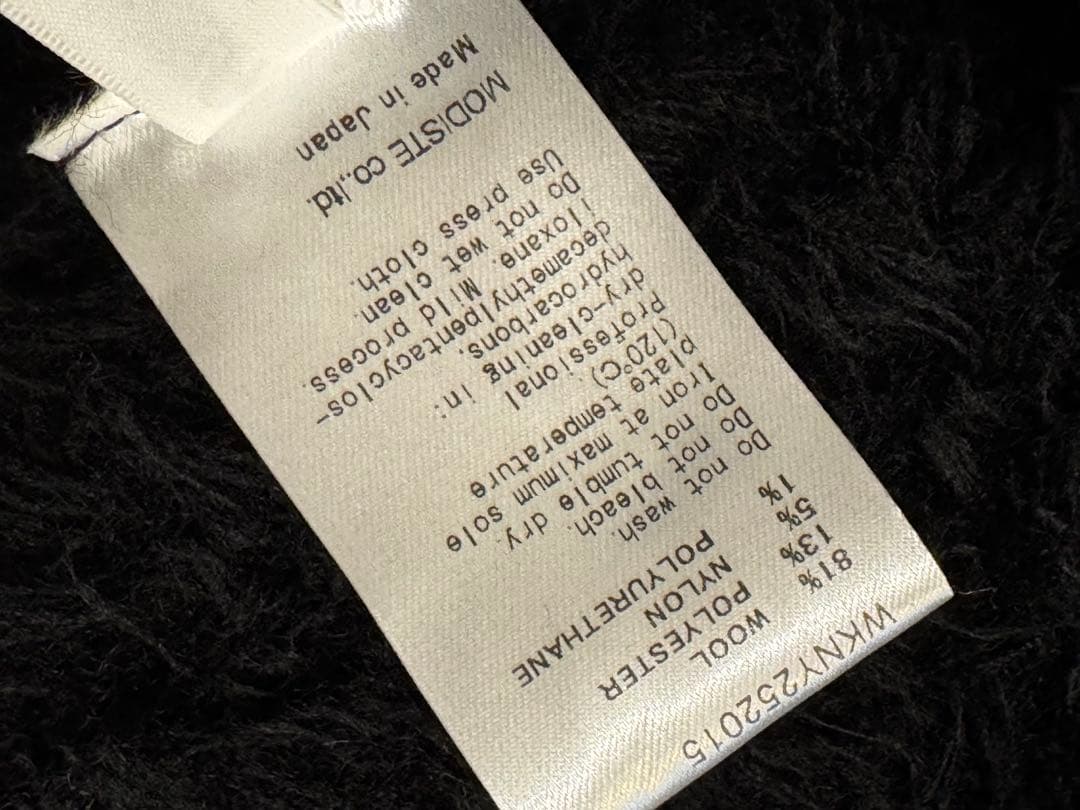 WKNY252015
81% WOOL
13% POLYESTER
5% NYLON
1% POLYURETHANE
Do not wash.
Do not bleach.
Do not tumble dry.
Iron at maximum sole
plate temperature
(120℃).
Professional
dry-cleaning in:
hydrocarbons,
decamethylpentacyclos-
iloxane. Mild process.
Do not wet clean.
Use press cloth.
MODISTE co.,ltd.
Made in Japan